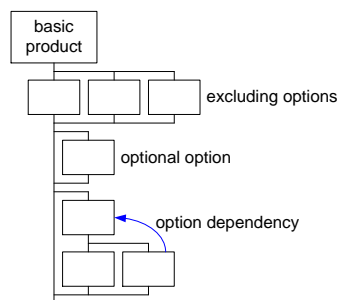 basic
product
excluding options
optional option
option dependency